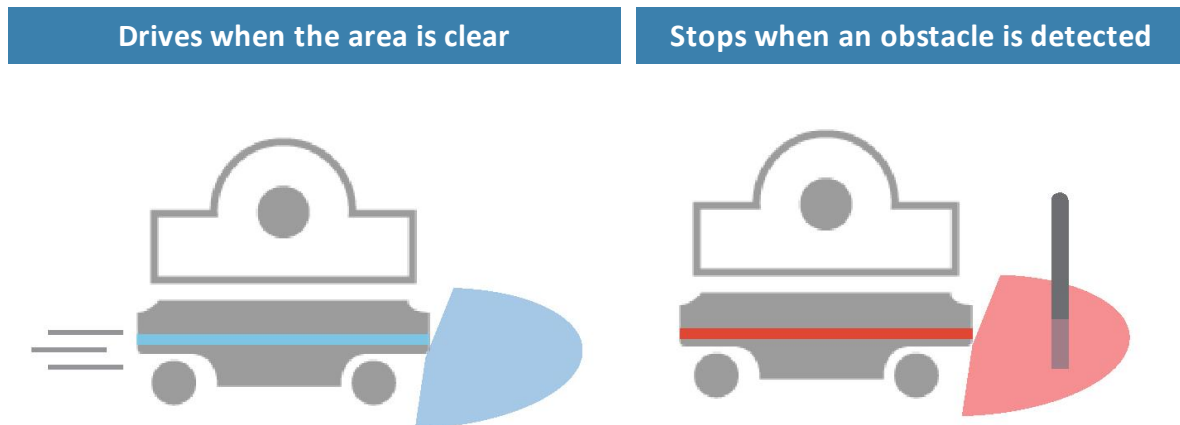 Drives when the area is clear
Stops when an obstacle is detected